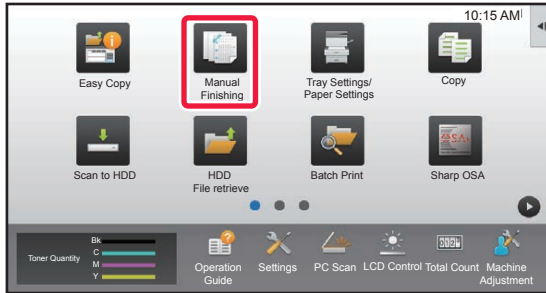 10:15 AM
Easy Copy
Manual
Finishing
Tray Settings/
Paper Settings
Copy
Scan to HDD
HDD
File retrieve
Batch Print
Sharp OSA
Toner Quantity
Bk
C
M
Y
Operation
Guide
Settings
PC Scan
LCD Control
Total Count
Machine
Adjustment